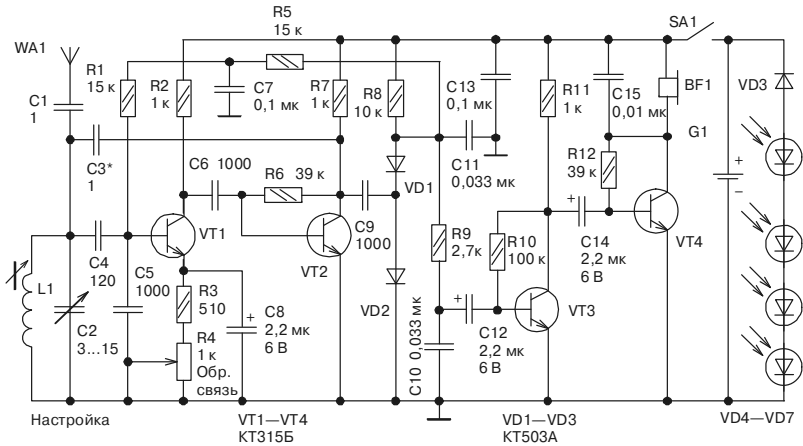 R5
15 к
SA1
WA1
R1
15 к
R2
1 к
C7
0,1 мк
R7
1 к
R8
10 к
C13
0,1 мк
R11
1 к
C15
0,01 мк
BF1
VD3
C1
1
C3*
1
C6 1000
R6 39 к
VD1
C11
0,033 мк
R12
39 к
G1
+
–
VT1
VT2
C9
1000
R9
2,7к
R10
100 к
+
C14
2,2 мк
6 В
VT4
L1
C4
120
C5
1000
R3
510
C8
+
2,2 мк
6 В
VD2
C10 0,033 мк
+
C12
2,2 мк
6 В
VT3
C2
3...15
R4
1 к
Обр.
связь
Настройка
VT1—VT4
КТ315Б
VD1—VD3
КТ503А
VD4—VD7